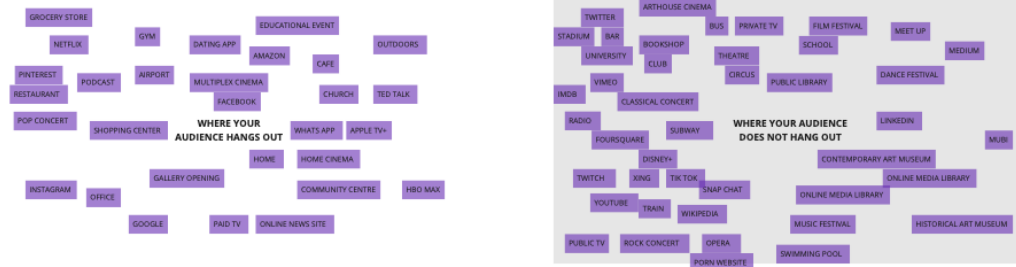 GROCERY STORE
EDUCATIONAL EVENT
GYM
NETFLIX
DATING APP
OUTDOORS
AMAZON
CAFE
PINTEREST
AIRPORT
PODCAST
MULTIPLEX CINEMA
RESTAURANT
FACEBOOK
CHURCH
TED TALK
POP CONCERT
SHOPPING CENTER
WHERE YOUR
AUDIENCE HANGS OUT
WHATS APP
APPLE TV+
HOME
HOME CINEMA
GALLERY OPENING
INSTAGRAM
OFFICE
COMMUNITY CENTRE
HBO MAX
GOOGLE
PAID TV
ONLINE NEWS SITE
ARTHOUSE CINEMA
TWITTER
BUS
PRIVATE TV
FILM FESTIVAL
MEET UP
STADIUM
BAR
BOOKSHOP
SCHOOL
MEDIUM
UNIVERSITY
CLUB
THEATRE
CIRCUS
PUBLIC LIBRARY
DANCE FESTIVAL
VIMEO
IMDB
CLASSICAL CONCERT
RADIO
SUBWAY
WHERE YOUR AUDIENCE
DOES NOT HANG OUT
LINKEDIN
FOURSQUARE
MUBI
DISNEY+
CONTEMPORARY ART MUSEUM
TWITCH
XING
TIK TOK
SNAP CHAT
ONLINE MEDIA LIBRARY
ONLINE MEDIA LIBRARY
YOUTUBE
TRAIN
WIKIPEDIA
MUSIC FESTIVAL
HISTORICAL ART MUSEUM
PUBLIC TV
ROCK CONCERT
OPERA
SWIMMING POOL
PORN WEBSITE